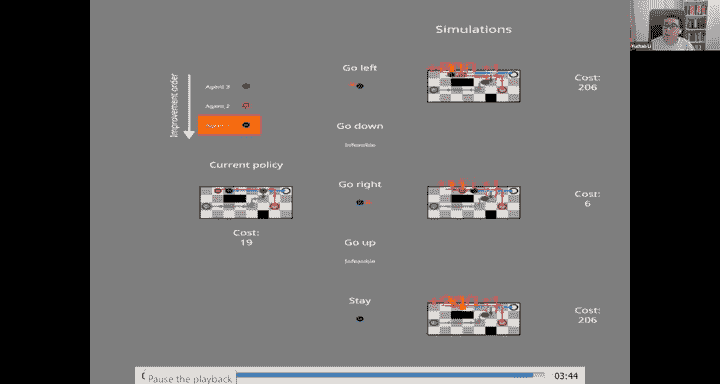 Simulations
Go left
Cost:
206
Improvement order
Agent 3
Agent 2
Go down
Infeasible
Current policy
Go right
Cost:
6
Cost:
19
Go up
Infeasible
Stay
Cost:
206
Pause the playback
03:44